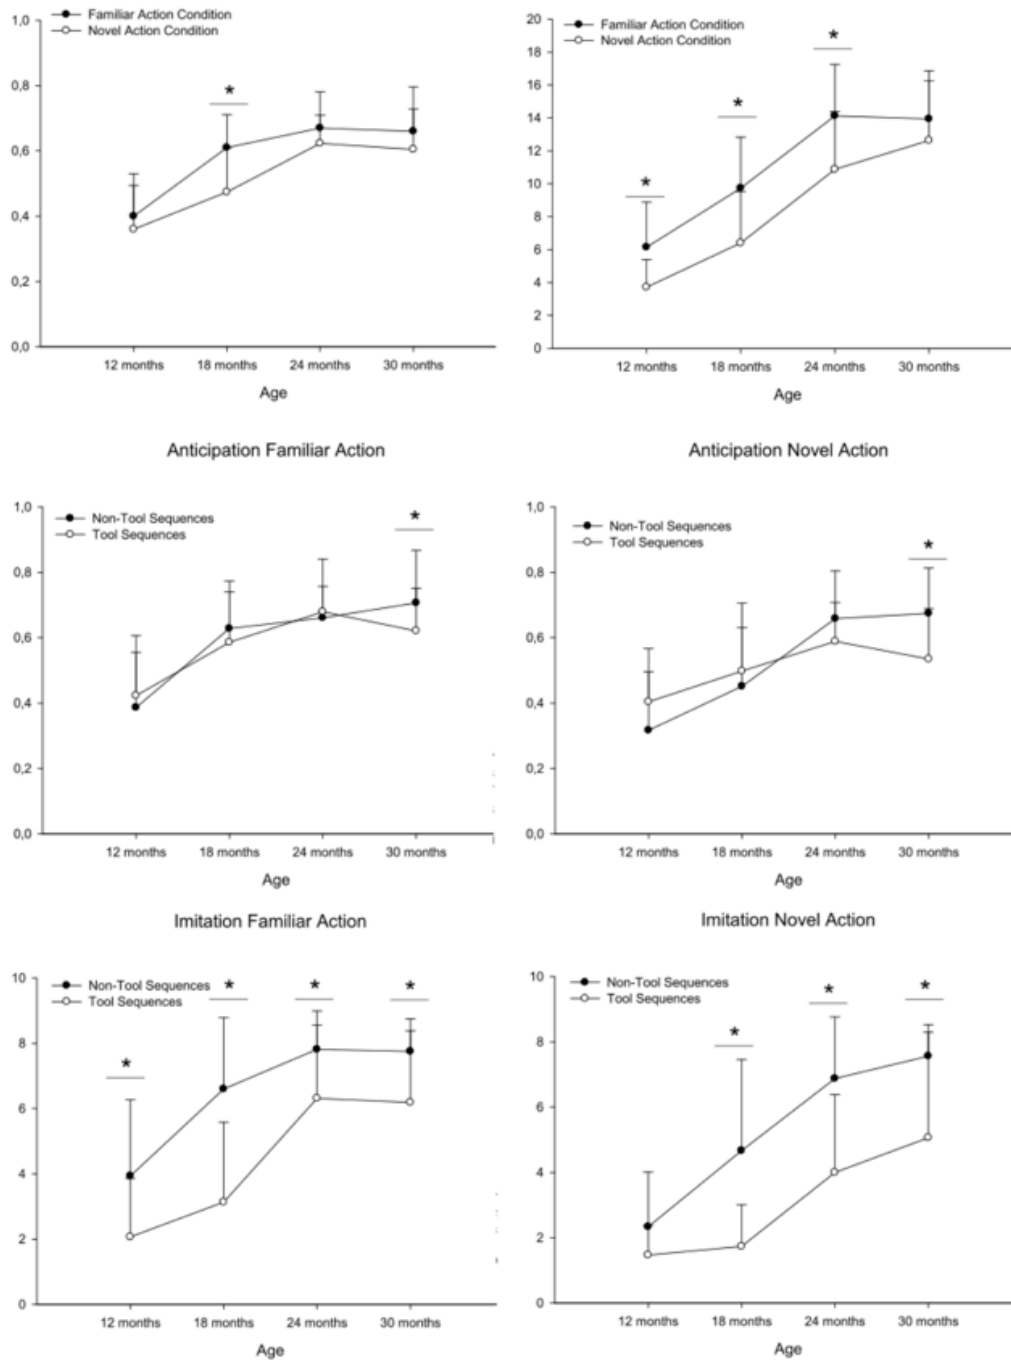 Familiar Action Condition
Novel Action Condition
1,0
0,8
0,6
0,4
0,2
0,0
*
12 months 18 months 24 months 30 months
Age
Familiar Action Condition
Novel Action Condition
20
18
16
14
12
10
8
6
4
2
0
* * *
12 months 18 months 24 months 30 months
Age
Anticipation Familiar Action
Non-Tool Sequences
Tool Sequences
1,0
0,8
0,6
0,4
0,2
0,0
*
12 months 18 months 24 months 30 months
Age
Anticipation Novel Action
Non-Tool Sequences
Tool Sequences
1,0
0,8
0,6
0,4
0,2
0,0
*
12 months 18 months 24 months 30 months
Age
Imitation Familiar Action
Non-Tool Sequences
Tool Sequences
10
8
6
4
2
0
* * * *
12 months 18 months 24 months 30 months
Age
Imitation Novel Action
Non-Tool Sequences
Tool Sequences
10
8
6
4
2
0
* * *
12 months 18 months 24 months 30 months
Age